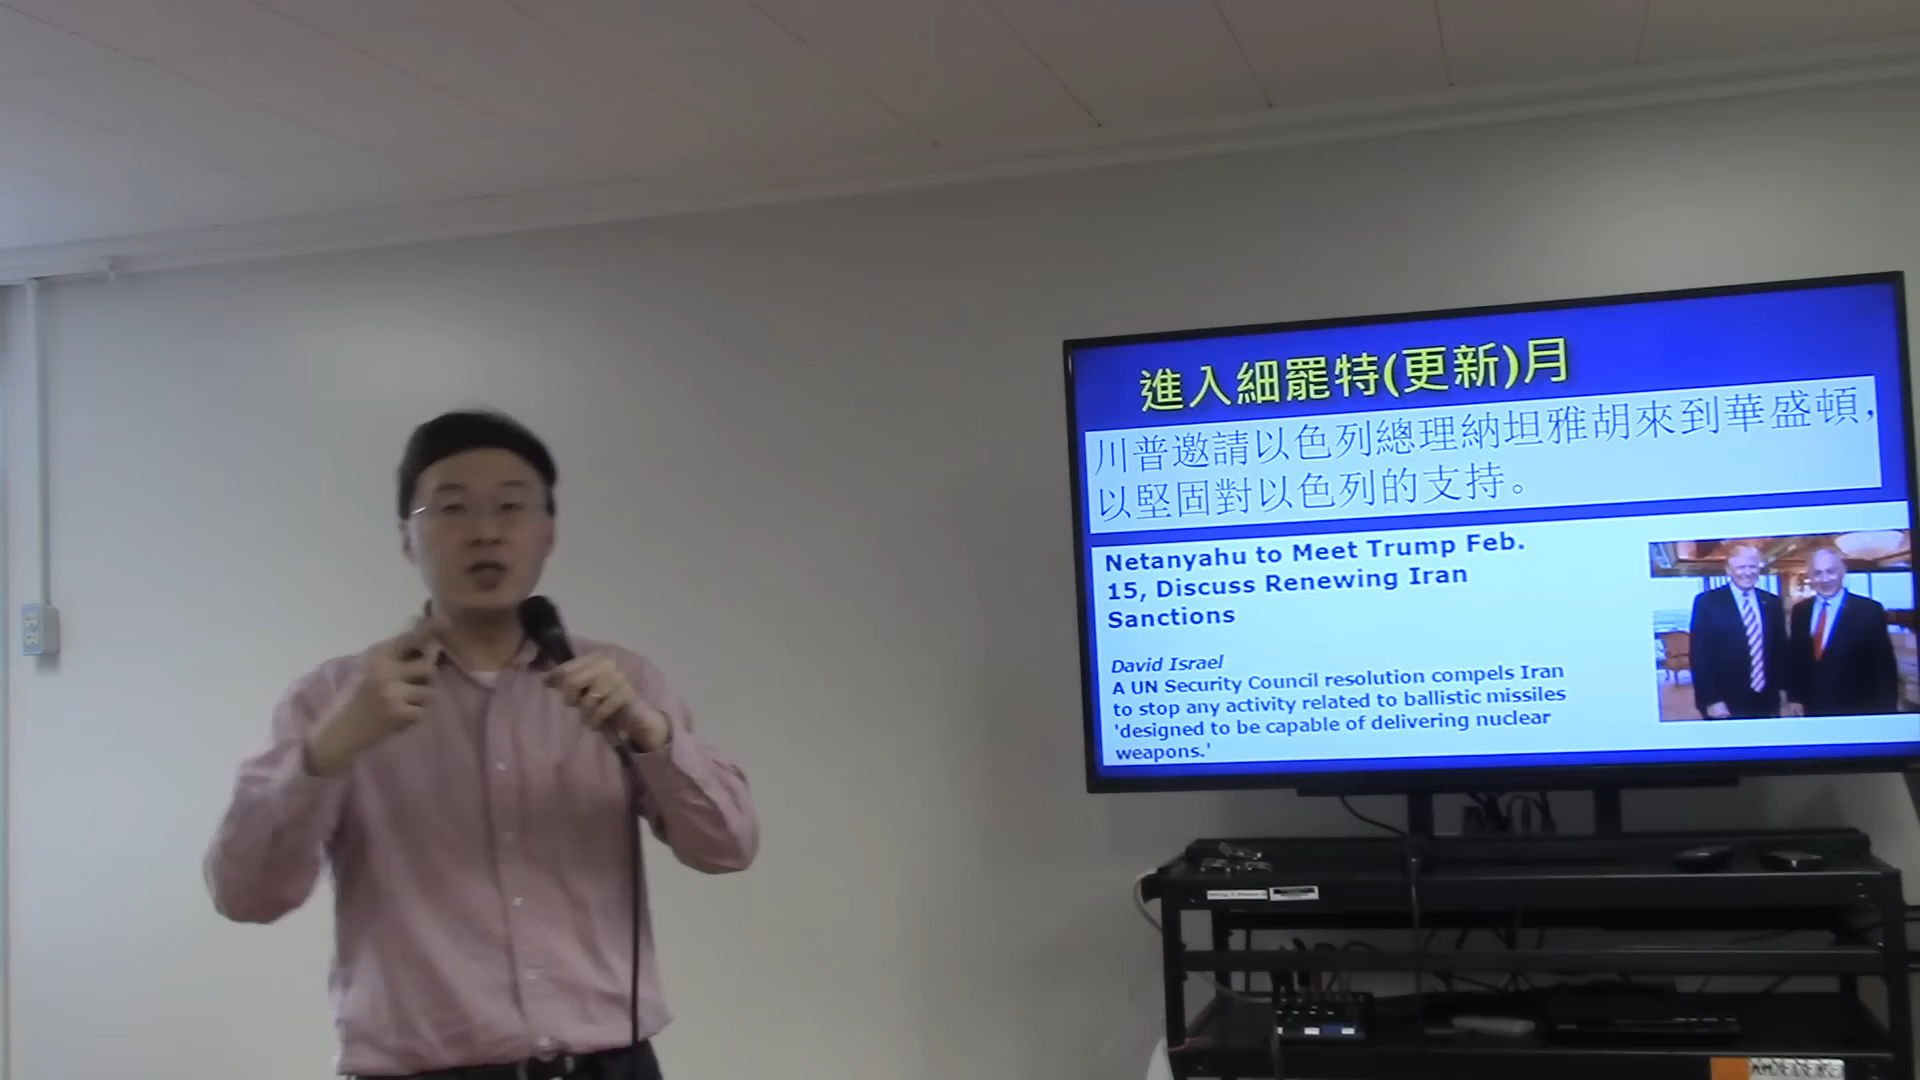 進入細罷特(更新)月
川普邀請以色列總理納坦雅胡來到華盛頓,
以堅固對以色列的支持。
Netanyahu to Meet Trump Feb.
15, Discuss Renewing Iran
Sanctions
David Israel
A UN Security Council resolution compels Iran
to stop any activity related to ballistic missiles
'designed to be capable of delivering nuclear
weapons.'